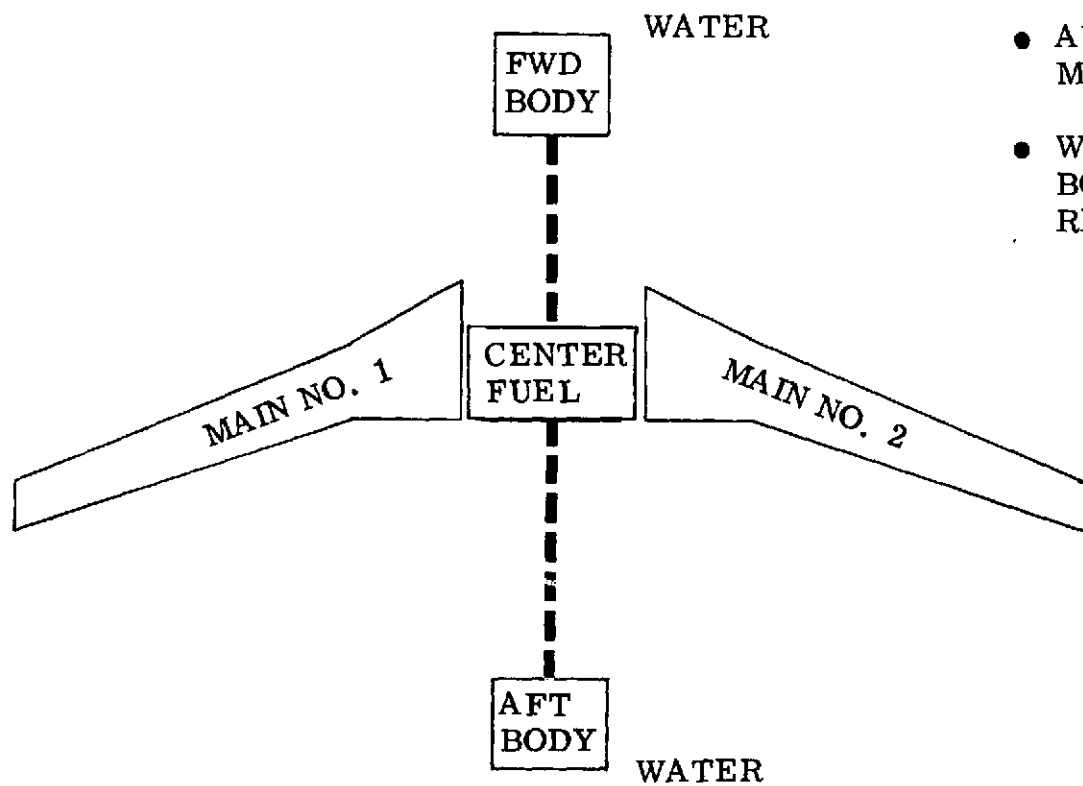 WATER
FWD
BODY
CENTER
FUEL
MAIN NO. 1
MAIN NO. 2
AFT
BODY
WATER